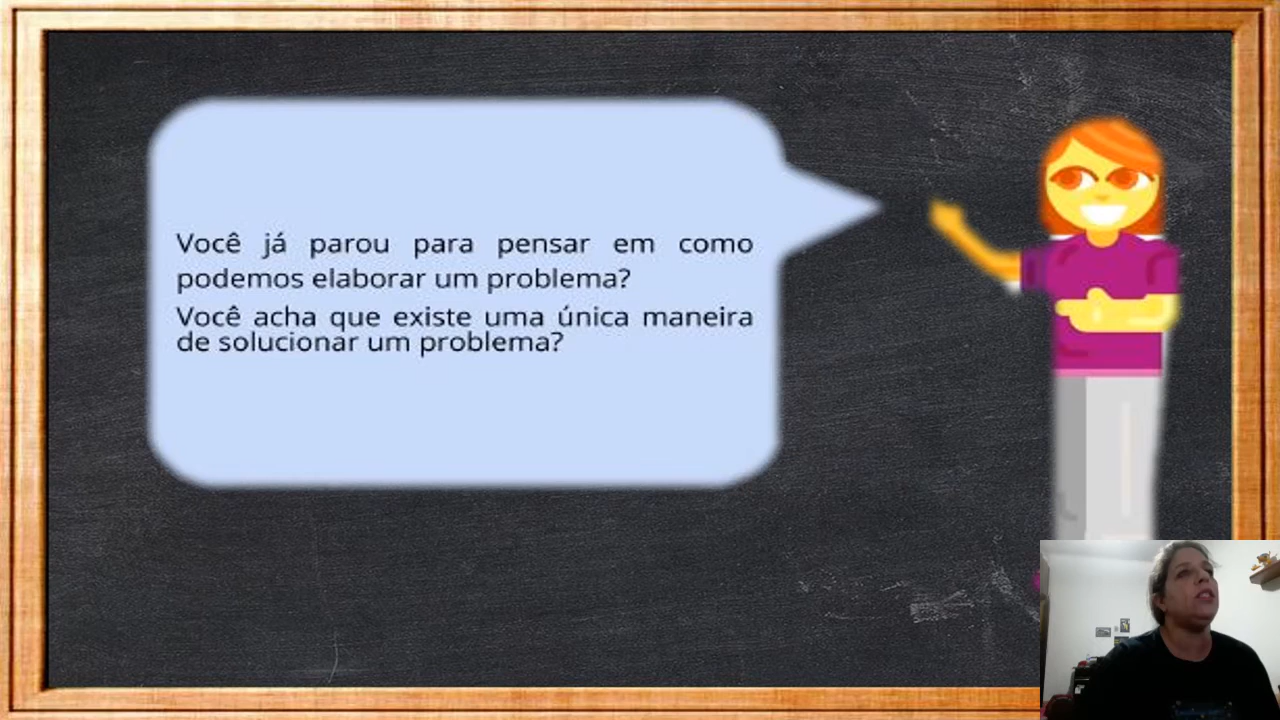 Você já parou para pensar em como
podemos elaborar um problema?
Você acha que existe uma única maneira
de solucionar um problema?